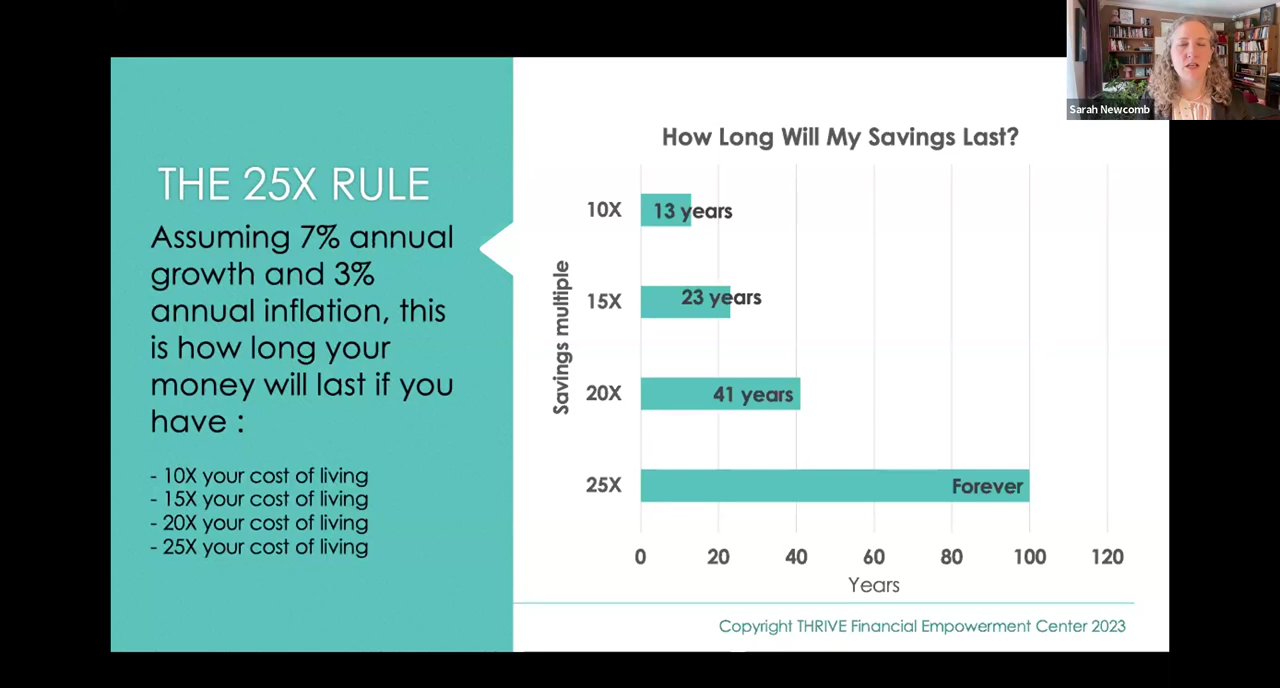 Sarah Newcomb
THE 25X RULE
Assuming 7% annual
growth and 3%
annual inflation, this
is how long your
money will last if you
have :
- 10X your cost of living
- 15X your cost of living
- 20X your cost of living
- 25X your cost of living
How Long Will My Savings Last?
Savings multiple
10X
13 years
15X
23 years
20X
41 years
25X
Forever
0 20 40 60 80 100 120
Years
Copyright THRIVE Financial Empowerment Center 2023